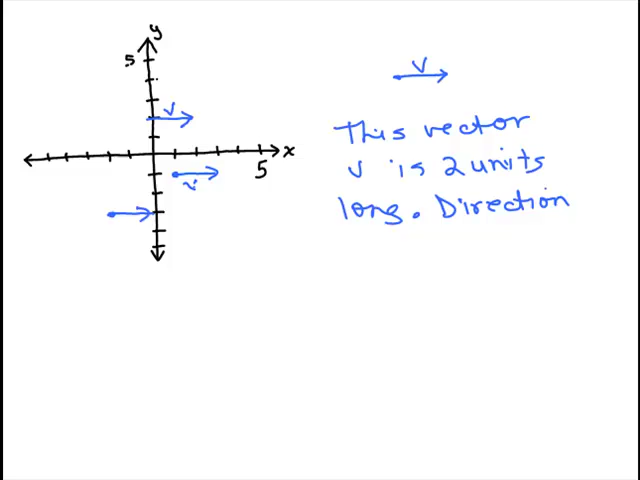 y
5
V
V
x
5
v
This vector
v is 2 units
long. Direction